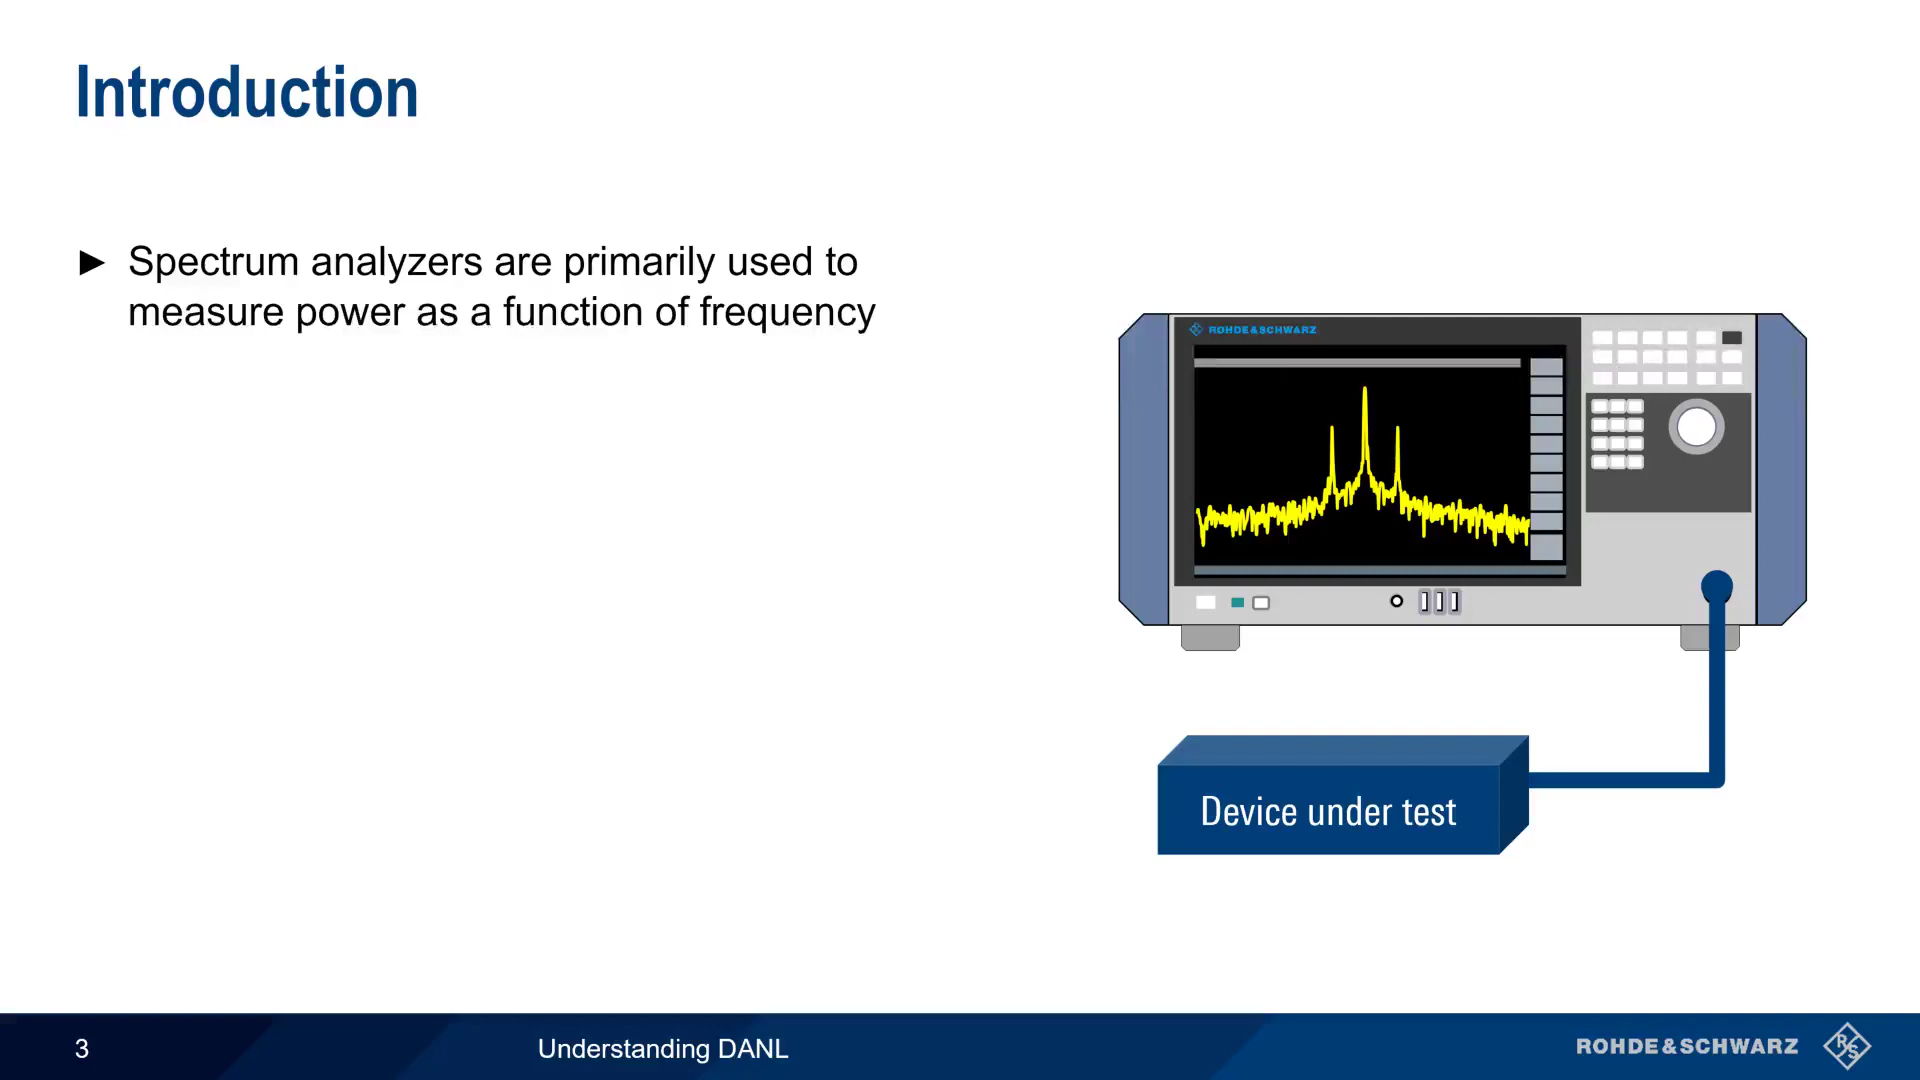 Introduction
► Spectrum analyzers are primarily used to
measure power as a function of frequency
ROHDE&SCHWARZ
Device under test
3
Understanding DANL
ROHDE&SCHWARZ
R&S